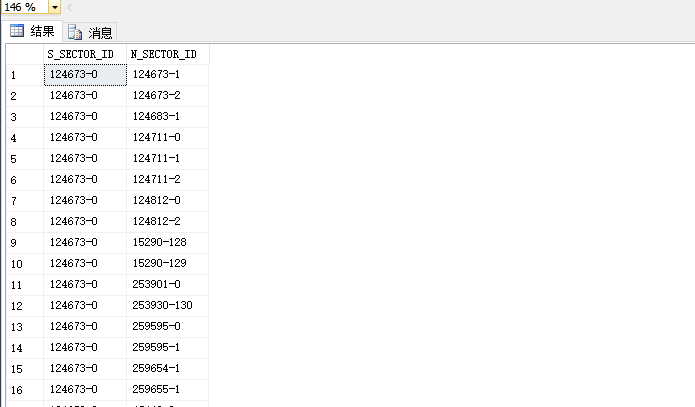 146 %
结果 消息
S_SECTOR_ID N_SECTOR_ID
1 124673-0 124673-1
2 124673-0 124673-2
3 124673-0 124683-1
4 124673-0 124711-0
5 124673-0 124711-1
6 124673-0 124711-2
7 124673-0 124812-0
8 124673-0 124812-2
9 124673-0 15290-128
10 124673-0 15290-129
11 124673-0 253901-0
12 124673-0 253930-130
13 124673-0 259595-0
14 124673-0 259595-1
15 124673-0 259654-1
16 124673-0 259655-1